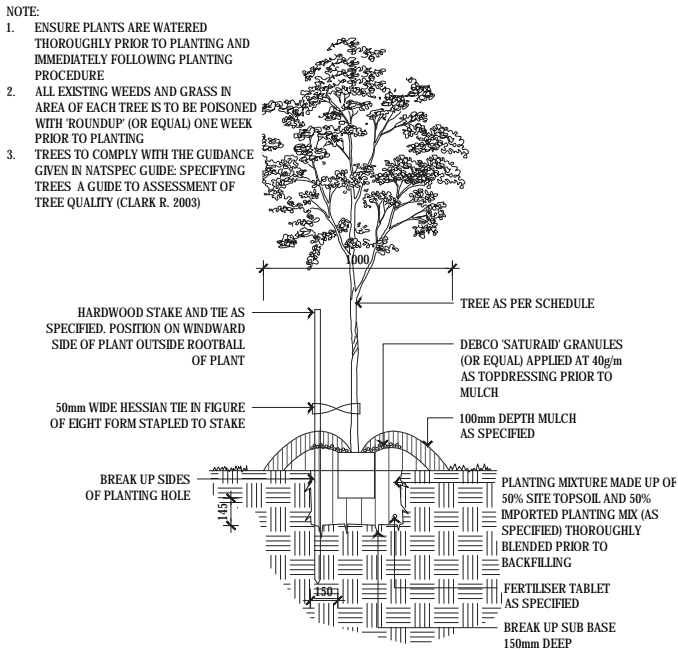 NOTE:
1. ENSURE PLANTS ARE WATERED
THOROUGHLY PRIOR TO PLANTING AND
IMMEDIATELY FOLLOWING PLANTING
PROCEDURE
2. ALL EXISTING WEEDS AND GRASS IN
AREA OF EACH TREE IS TO BE POISONED
WITH 'ROUNDUP' (OR EQUAL) ONE WEEK
PRIOR TO PLANTING
3. TREES TO COMPLY WITH THE GUIDANCE
GIVEN IN NATSPEC GUIDE: SPECIFYING
TREES A GUIDE TO ASSESSMENT OF
TREE QUALITY (CLARK R. 2003)
1000
HARDWOOD STAKE AND TIE AS
SPECIFIED. POSITION ON WINDWARD
SIDE OF PLANT OUTSIDE ROOTBALL
OF PLANT
50mm WIDE HESSIAN TIE IN FIGURE
OF EIGHT FORM STAPLED TO STAKE
BREAK UP SIDES
OF PLANTING HOLE
145
150
TREE AS PER SCHEDULE
DEBCO 'SATURAID' GRANULES
(OR EQUAL) APPLIED AT 40g/m
AS TOPDRESSING PRIOR TO
MULCH
100mm DEPTH MULCH
AS SPECIFIED
PLANTING MIXTURE MADE UP OF
50% SITE TOPSOIL AND 50%
IMPORTED PLANTING MIX (AS
SPECIFIED) THOROUGHLY
BLENDED PRIOR TO
BACKFILLING
FERTILISER TABLET
AS SPECIFIED
BREAK UP SUB BASE
150mm DEEP